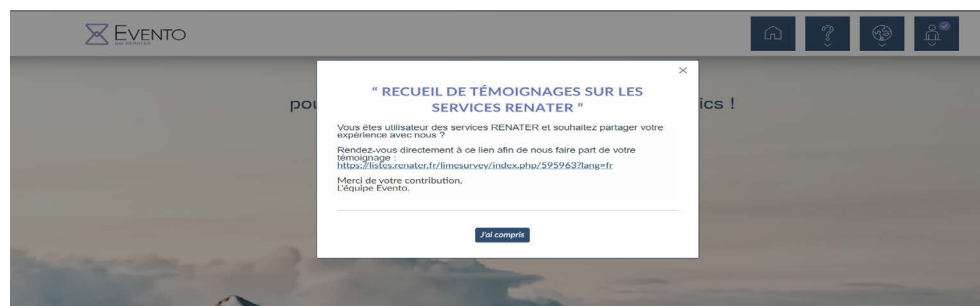 EVENTO
PAR RENATER
pou
ics !
“ RECUEIL DE TÉMOIGNAGES SUR LES
SERVICES RENATER ”
Vous êtes utilisateur des services RENATER et souhaitez partager votre
expérience avec nous ?
Rendez-vous directement à ce lien afin de nous faire part de votre
témoignage :
https://listes.renater.fr/limesurvey/index.php/595963?lang=fr
Merci de votre contribution,
L'équipe Evento.
J'ai compris